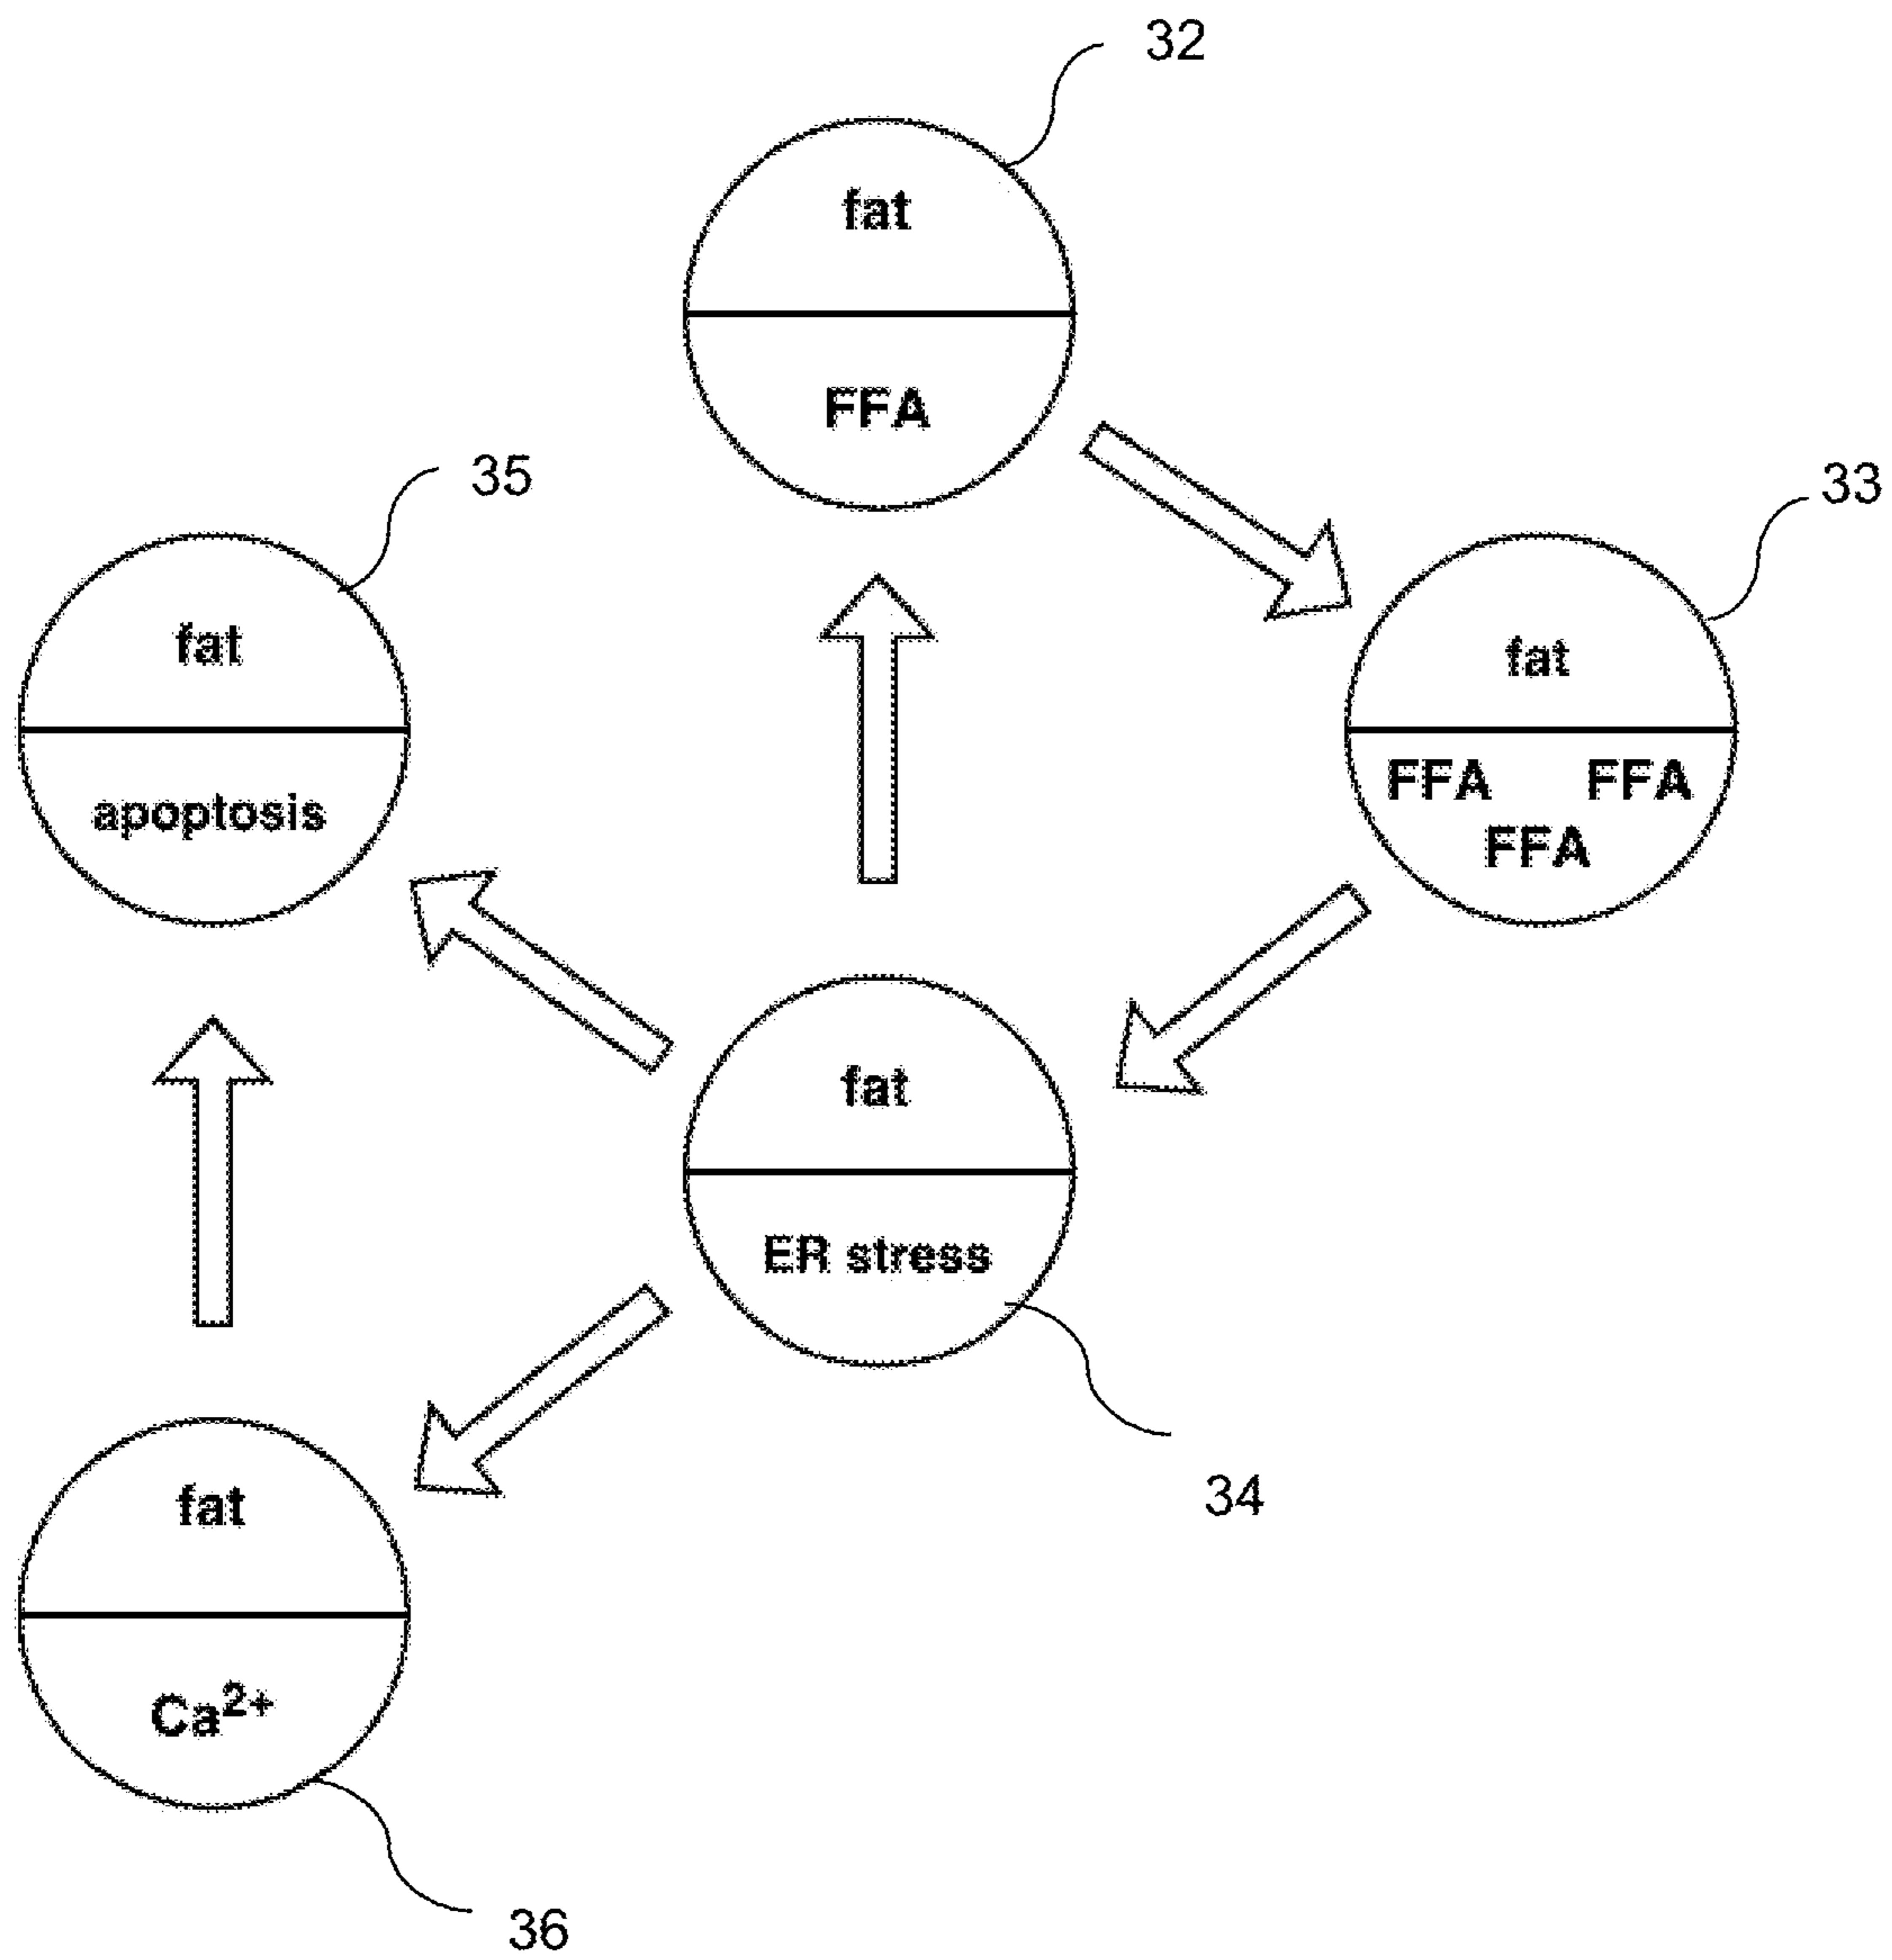 32
fat
FFA
35
33
fat
apoptosis
fat
FFA FFA
FFA
fat
ER stress
34
fat
Ca²⁺
36